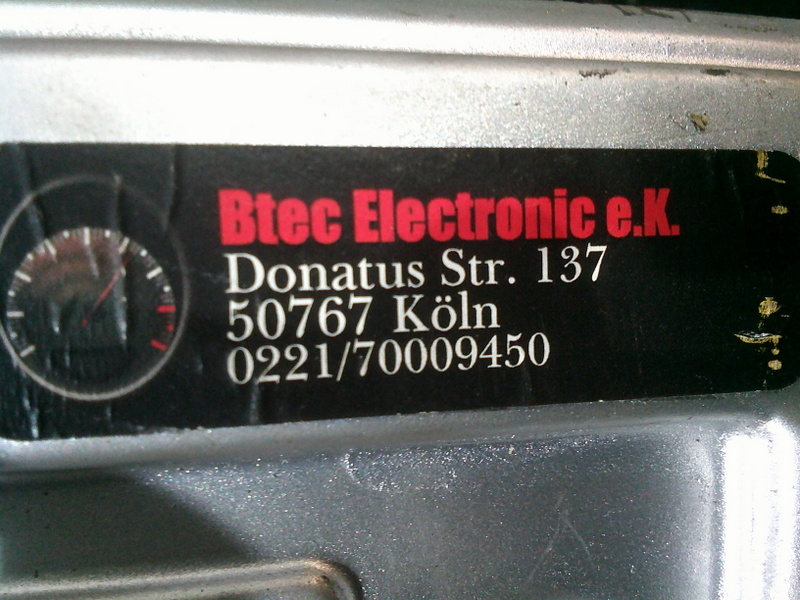 Btec Electronic e.K.
Donatus Str. 137
50767 Köln
0221/70009450